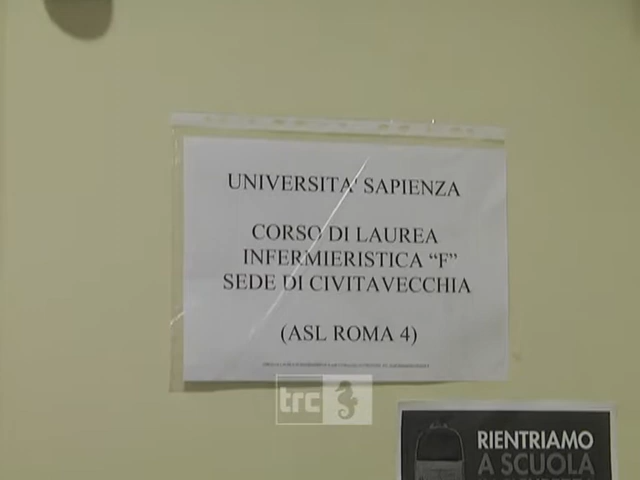 UNIVERSITA' SAPIENZA
CORSO DI LAUREA
INFERMIERISTICA “F”
SEDE DI CIVITAVECCHIA
(ASL ROMA 4)
trc
RIENTRIAMO
A SCUOLA